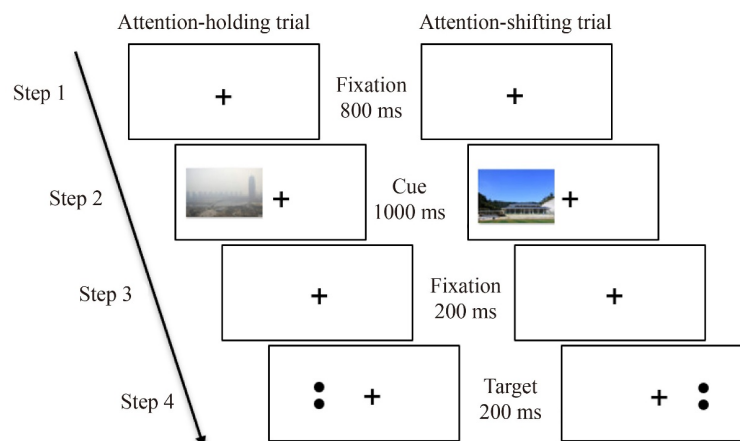 Attention-holding trial
Attention-shifting trial
Step 1
Fixation
800 ms
Step 2
Cue
1000 ms
Step 3
Fixation
200 ms
Step 4
Target
200 ms